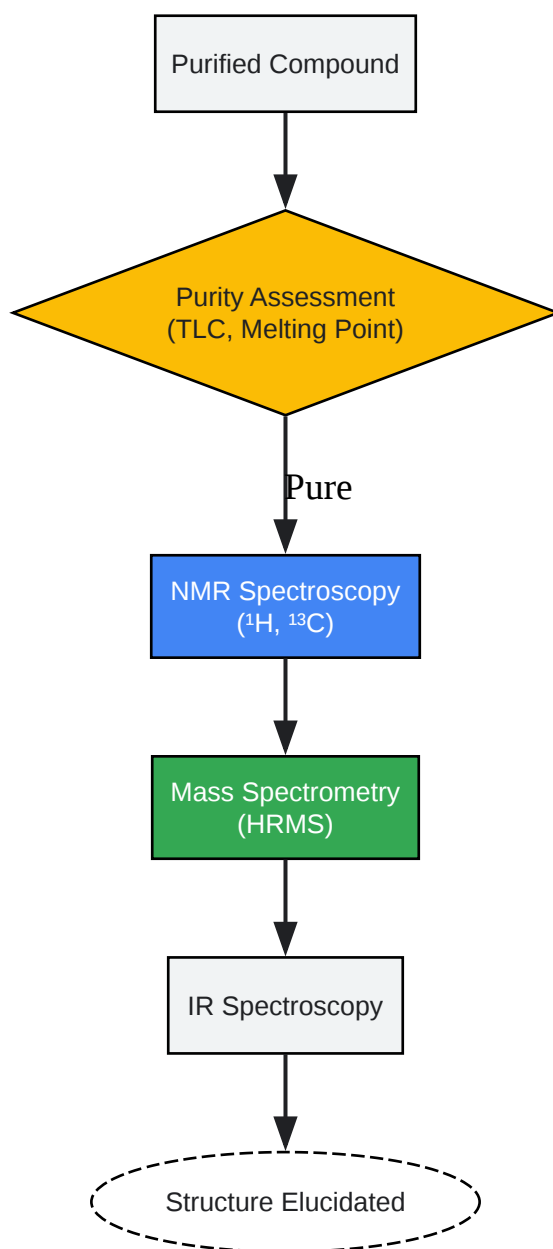 Purified Compound
Purity Assessment
(TLC, Melting Point)
Pure
NMR Spectroscopy
(¹H, ¹³C)
Mass Spectrometry
(HRMS)
IR Spectroscopy
Structure Elucidated